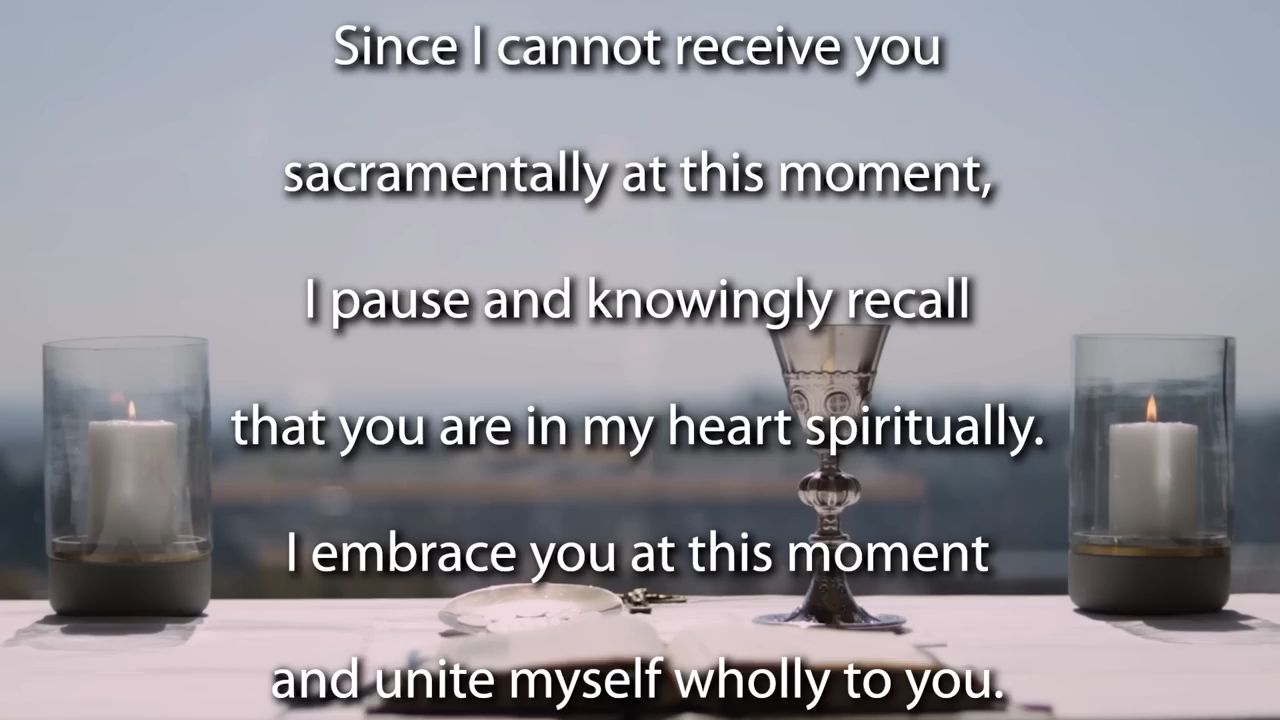 Since I cannot receive you
sacramentally at this moment,
I pause and knowingly recall
that you are in my heart spiritually.
I embrace you at this moment
and unite myself wholly to you.